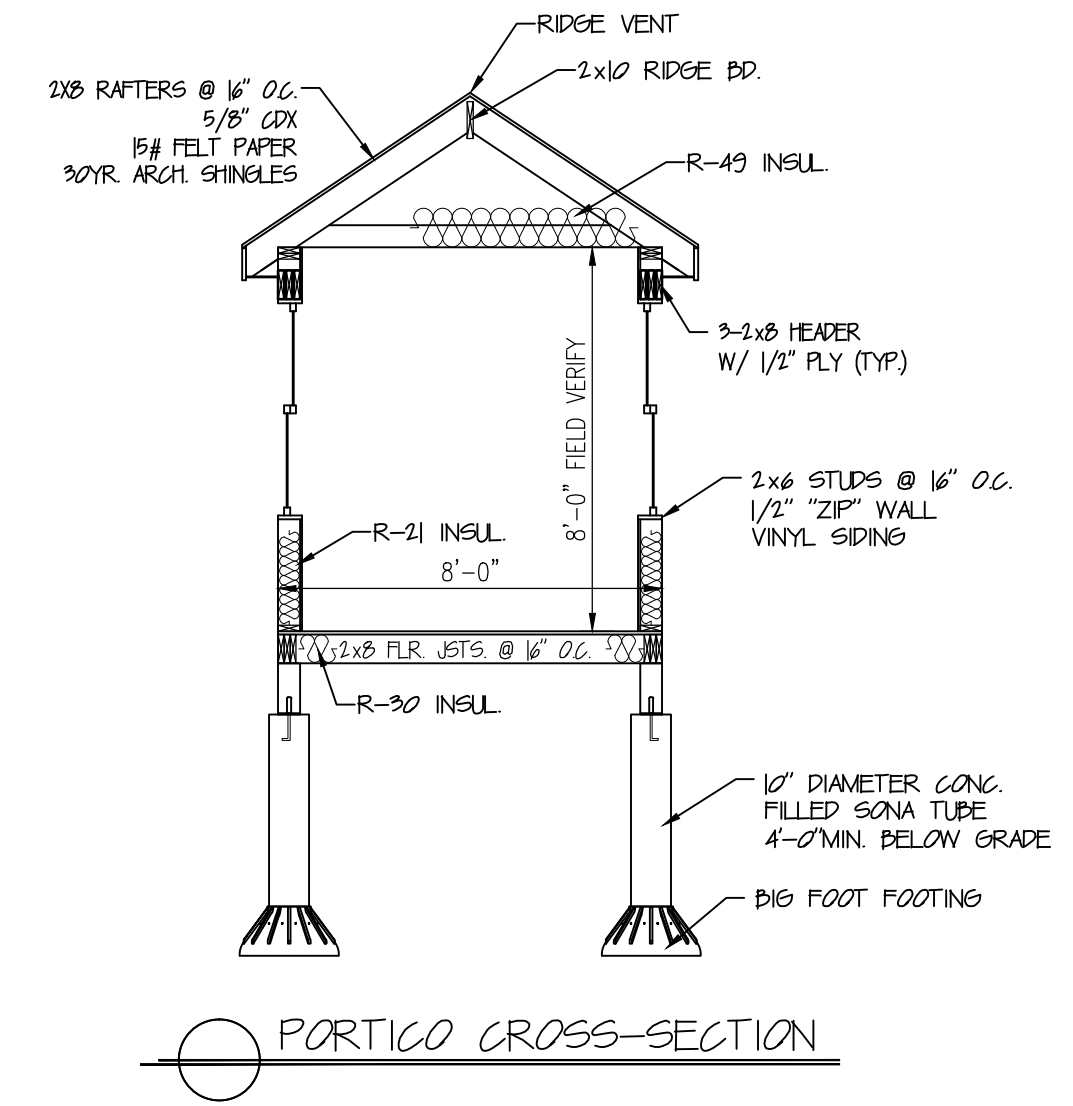 RIDGE VENT
2x10 RIDGE BD.
2X8 RAFTERS @ 16" O.C.
5/8" CDX
15# FELT PAPER
30YR. ARCH. SHINGLES
R-49 INSUL.
3-2x8 HEADER
W/ 1/2" PLY (TYP.)
8'-0" FIELD VERIFY
2x6 STUDS @ 16" O.C.
1/2" "ZIP" WALL
VINYL SIDING
R-21 INSUL.
8'-0"
2x8 FLR. JSTS. @ 16" O.C.
R-30 INSUL.
10" DIAMETER CONC.
FILLED SONA TUBE
4'-0"MIN. BELOW GRADE
BIG FOOT FOOTING
PORTICO CROSS-SECTION